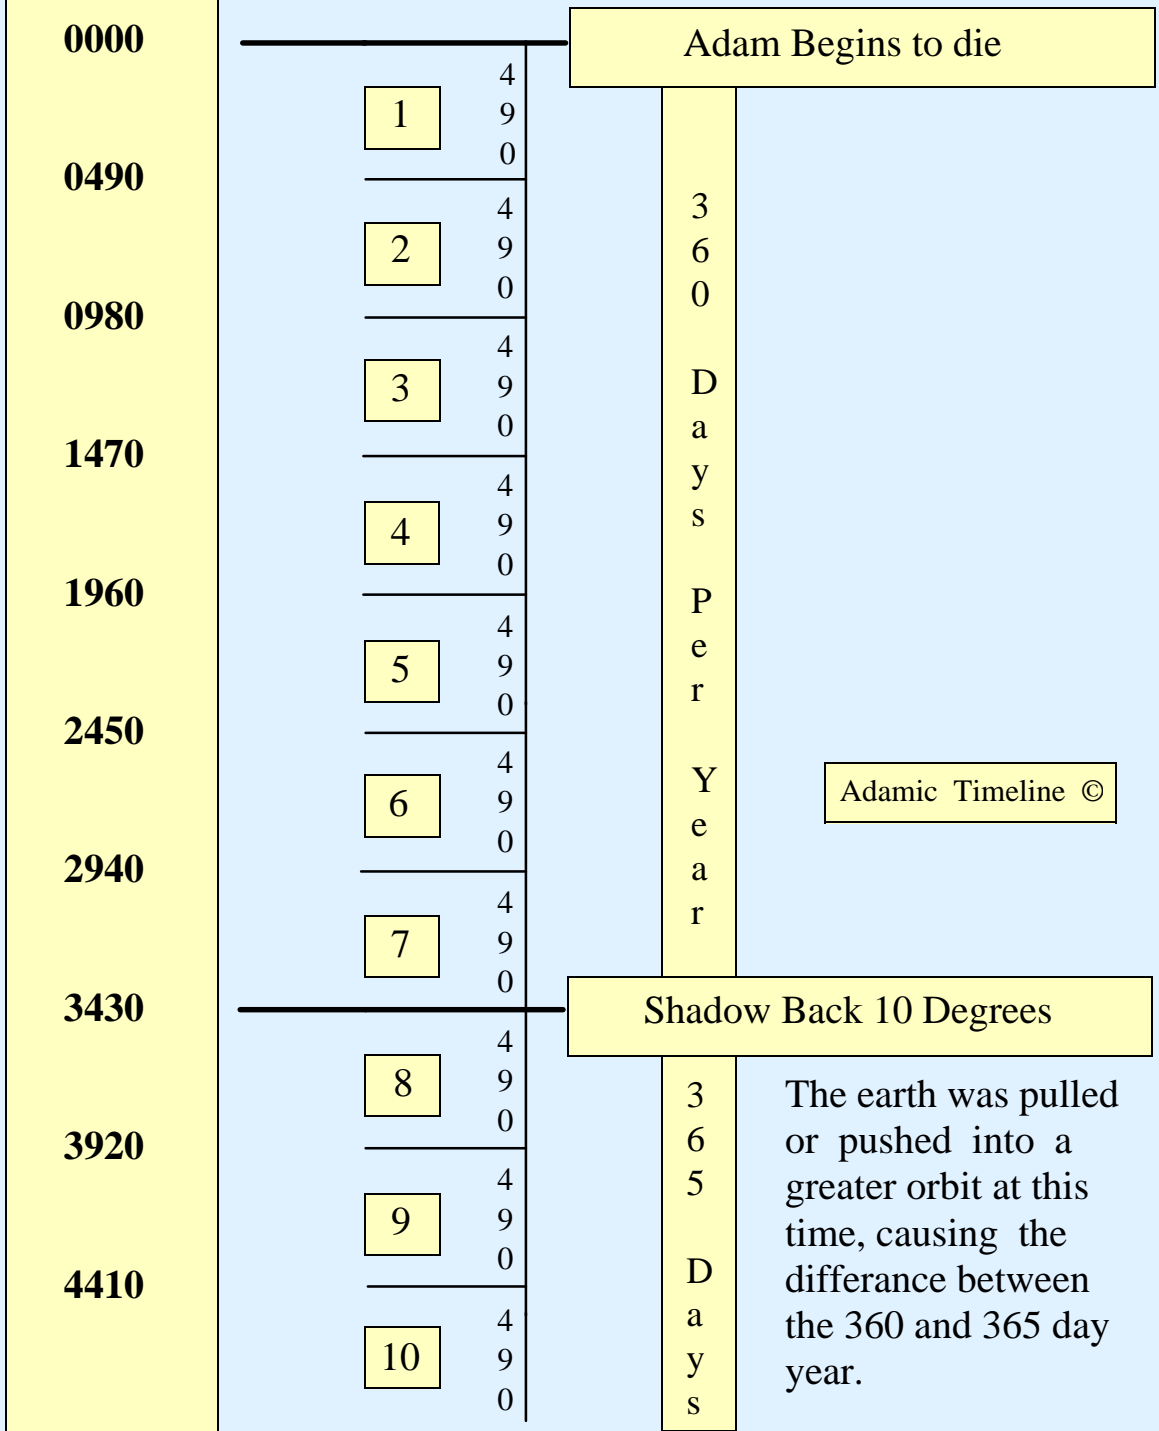 0000
Adam Begins to die
1
490
0490
2
490
0980
3
490
1470
4
490
1960
5
490
2450
6
490
2940
7
490
360 Days Per Year
Adamic Timeline ©
3430
Shadow Back 10 Degrees
8
490
3920
9
490
4410
10
490
365 Days
The earth was pulled
or pushed into a
greater orbit at this
time, causing the
differance between
the 360 and 365 day
year.